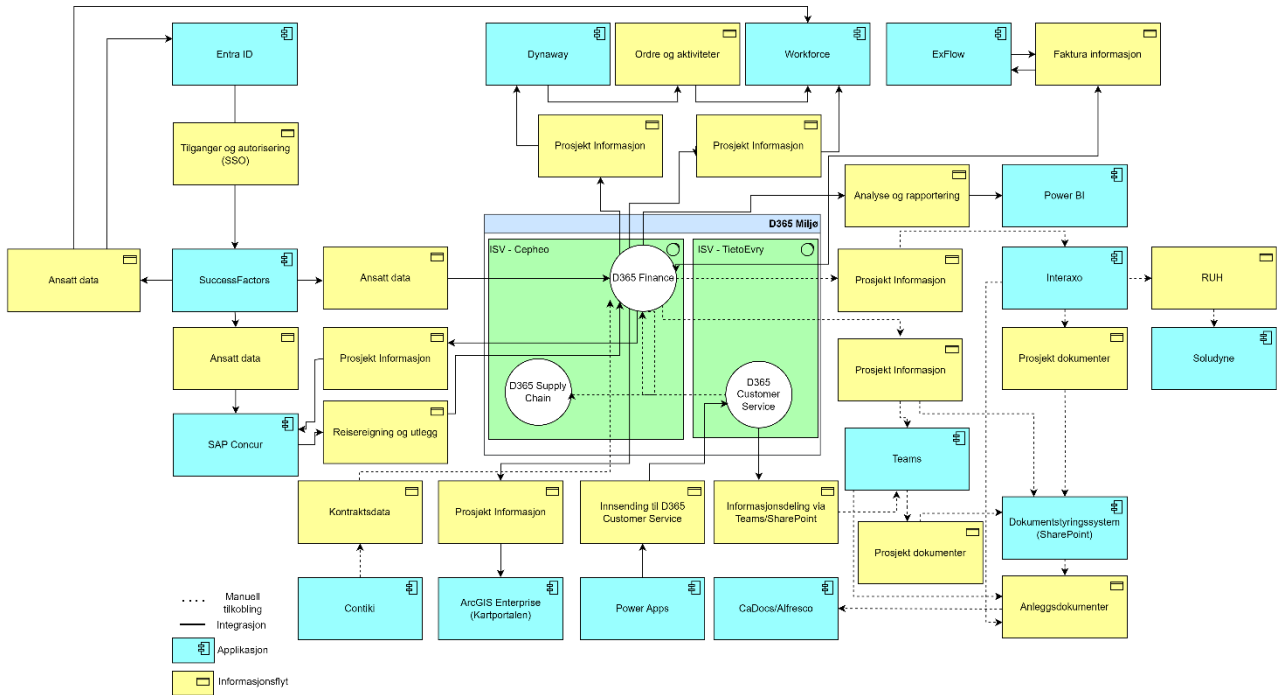 Entra ID
Dynaway
Ordre og aktiviteter
Workforce
ExFlow
Faktura informasjon
Tilganger og autorisering
(SSO)
Prosjekt Informasjon
Prosjekt Informasjon
Analyse og rapportering
Power BI
D365 Miljø
ISV - Cepheo
ISV - TietoEvry
Ansatt data
SuccessFactors
Ansatt data
D365 Finance
Prosjekt Informasjon
Interaxo
RUH
Ansatt data
Prosjekt Informasjon
D365 Supply
Chain
D365
Customer
Service
Prosjekt Informasjon
Prosjekt dokumenter
Soludyne
SAP Concur
Reisereigning og utlegg
Teams
Kontraktsdata
Prosjekt Informasjon
Innsending til D365
Customer Service
Informasjonsdeling via
Teams/SharePoint
Prosjekt dokumenter
Dokumentstyringssystem
(SharePoint)
Contiki
ArcGIS Enterprise
(Kartportalen)
Power Apps
CaDocs/Alfresco
Anleggsdokumenter
Manuell
tilkobling
Integrasjon
Applikasjon
Informasjonsflyt